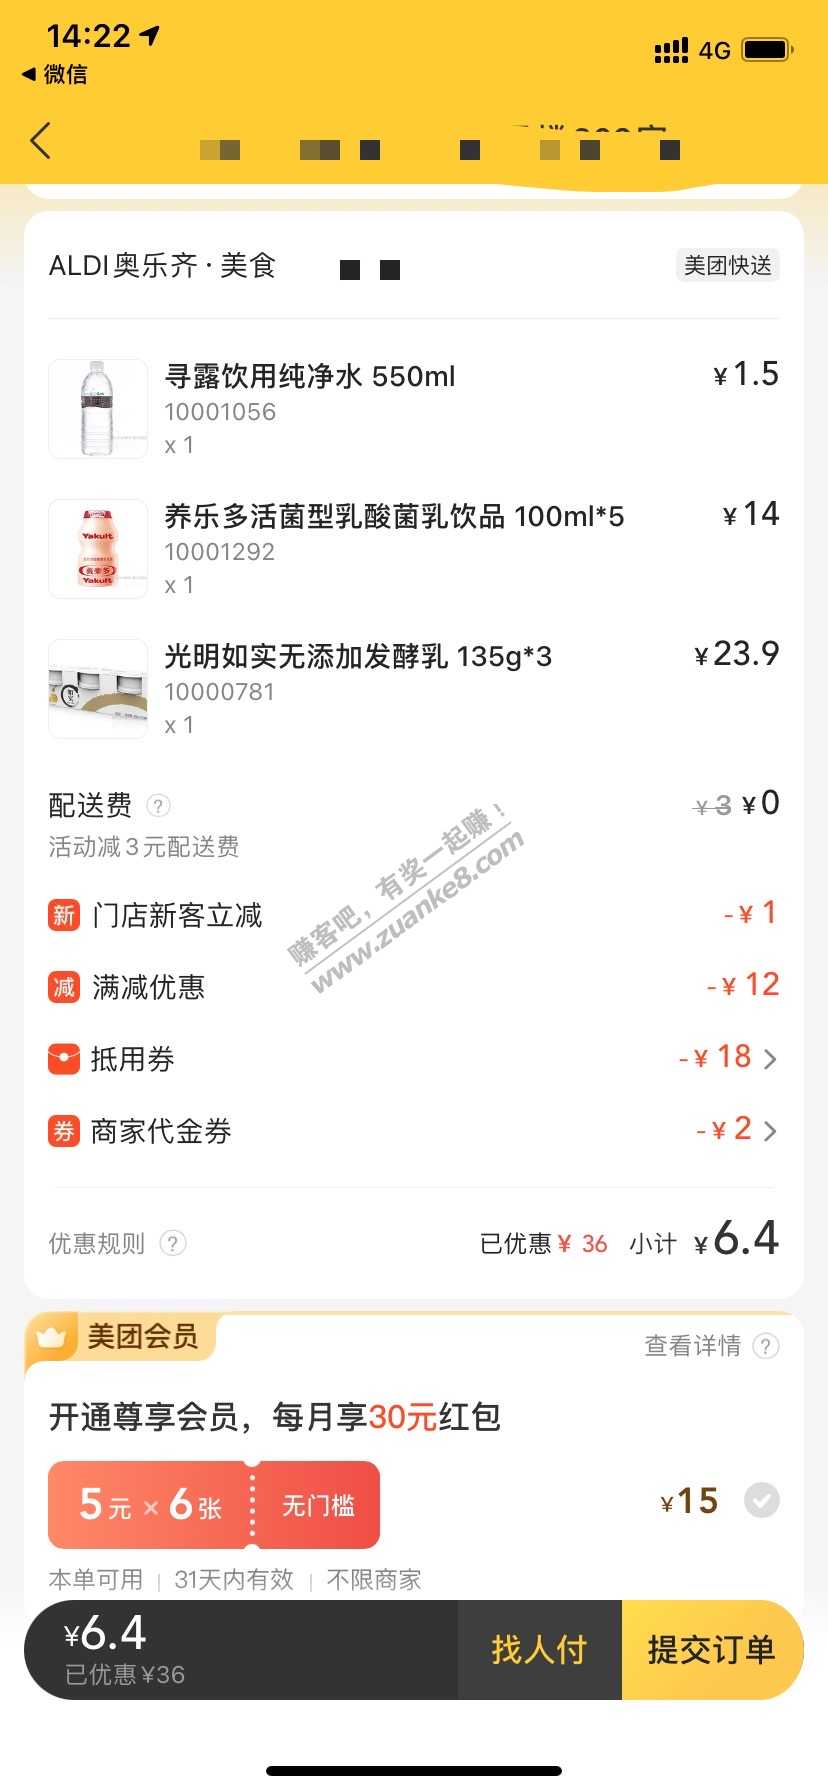 14:22
4G
微信
ALDI奥乐齐·美食
美团快送
寻露饮用纯净水 550ml
¥1.5
10001056
x 1
养乐多活菌型乳酸菌乳饮品 100ml*5
¥14
10001292
x 1
Yakult
养乐多
Yakult
光明如实无添加发酵乳 135g*3
¥23.9
10000781
x 1
配送费 ?
¥3 ¥0
活动减3元配送费
赚客吧，有奖一起赚！
www.zuanke8.com
新 门店新客立减
-¥1
减 满减优惠
-¥12
抵用券
-¥18
券 商家代金券
-¥2
优惠规则 ?
已优惠¥ 36 小计 ¥6.4
美团会员
查看详情 ?
开通尊享会员，每月享30元红包
5元×6张 无门槛
¥15
本单可用 | 31天内有效 | 不限商家
¥6.4
已优惠¥36
找人付
提交订单